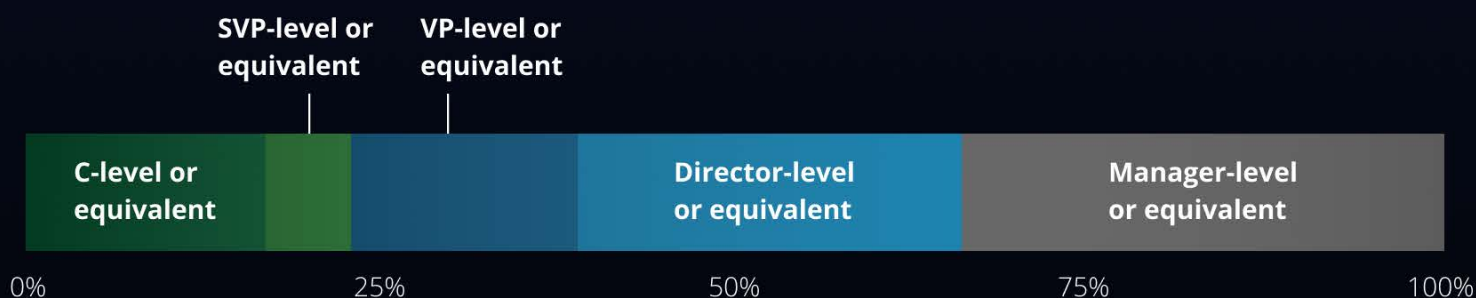 SVP-level or
equivalent
VP-level or
equivalent
C-level or
equivalent
Director-level
or equivalent
Manager-level
or equivalent
0%
25%
50%
75%
100%